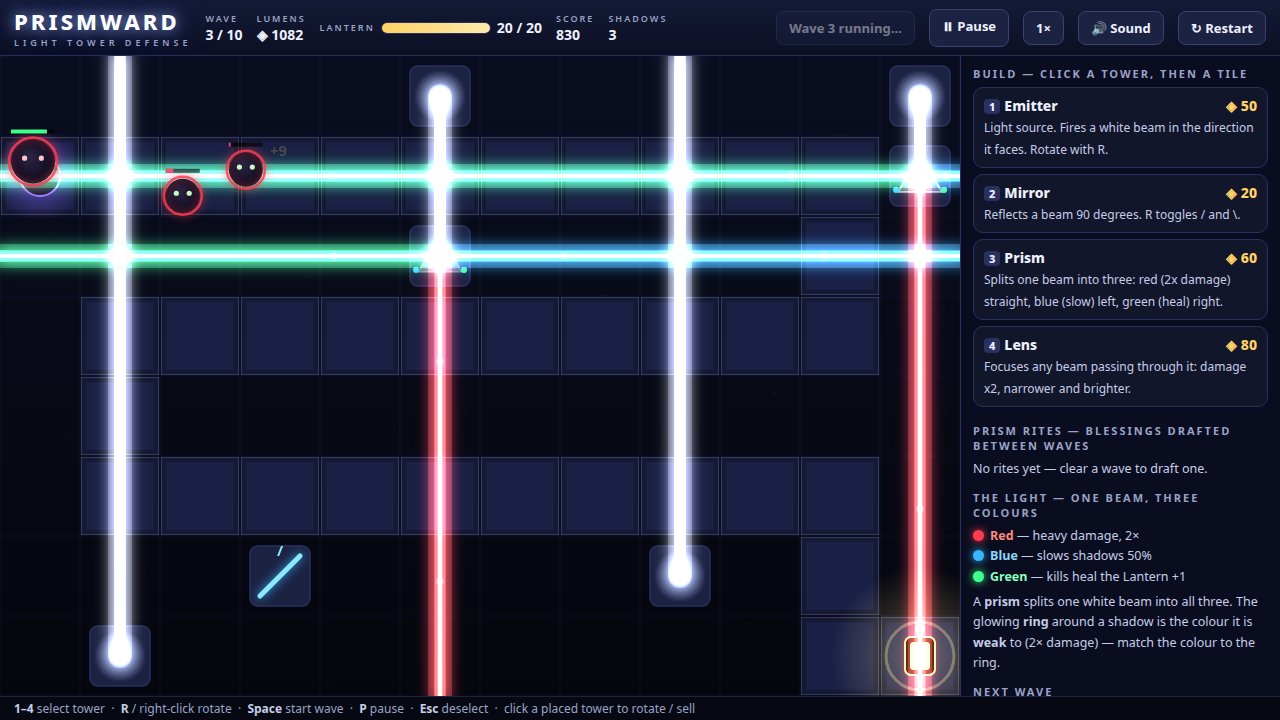 PRISMWARD
LIGHT TOWER DEFENSE
WAVE
3 / 10
LUMENS
◈ 1082
LANTERN
20 / 20
SCORE
830
SHADOWS
3
Wave 3 running…
⏸ Pause
1×
🔊 Sound
↻ Restart
+9
BUILD — CLICK A TOWER, THEN A TILE
1 Emitter ◈ 50
Light source. Fires a white beam in the direction
it faces. Rotate with R.
2 Mirror ◈ 20
Reflects a beam 90 degrees. R toggles / and \.
3 Prism ◈ 60
Splits one beam into three: red (2x damage)
straight, blue (slow) left, green (heal) right.
4 Lens ◈ 80
Focuses any beam passing through it: damage
x2, narrower and brighter.
PRISM RITES — BLESSINGS DRAFTED
BETWEEN WAVES
No rites yet — clear a wave to draft one.
THE LIGHT — ONE BEAM, THREE
COLOURS
Red — heavy damage, 2×
Blue — slows shadows 50%
Green — kills heal the Lantern +1
A prism splits one white beam into all three. The
glowing ring around a shadow is the colour it is
weak to (2× damage) — match the colour to the
ring.
NEXT WAVE
1–4 select tower · R / right-click rotate · Space start wave · P pause · Esc deselect · click a placed tower to rotate / sell